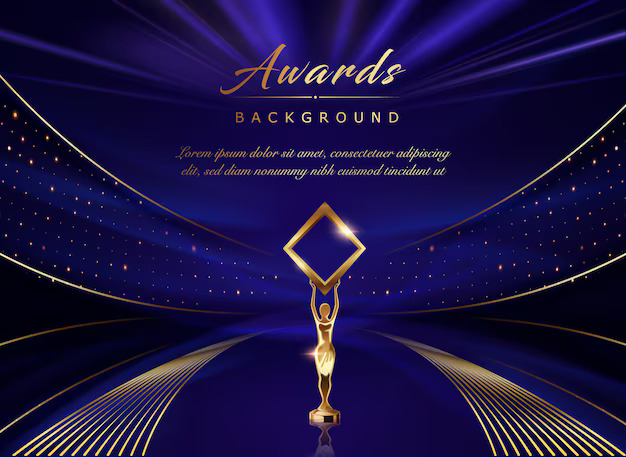 Awards
BACKGROUND
Lorem ipsum dolor sit amet, consectetuer adipiscing
elit, sed diam nonummy nibh euismod tincidunt ut